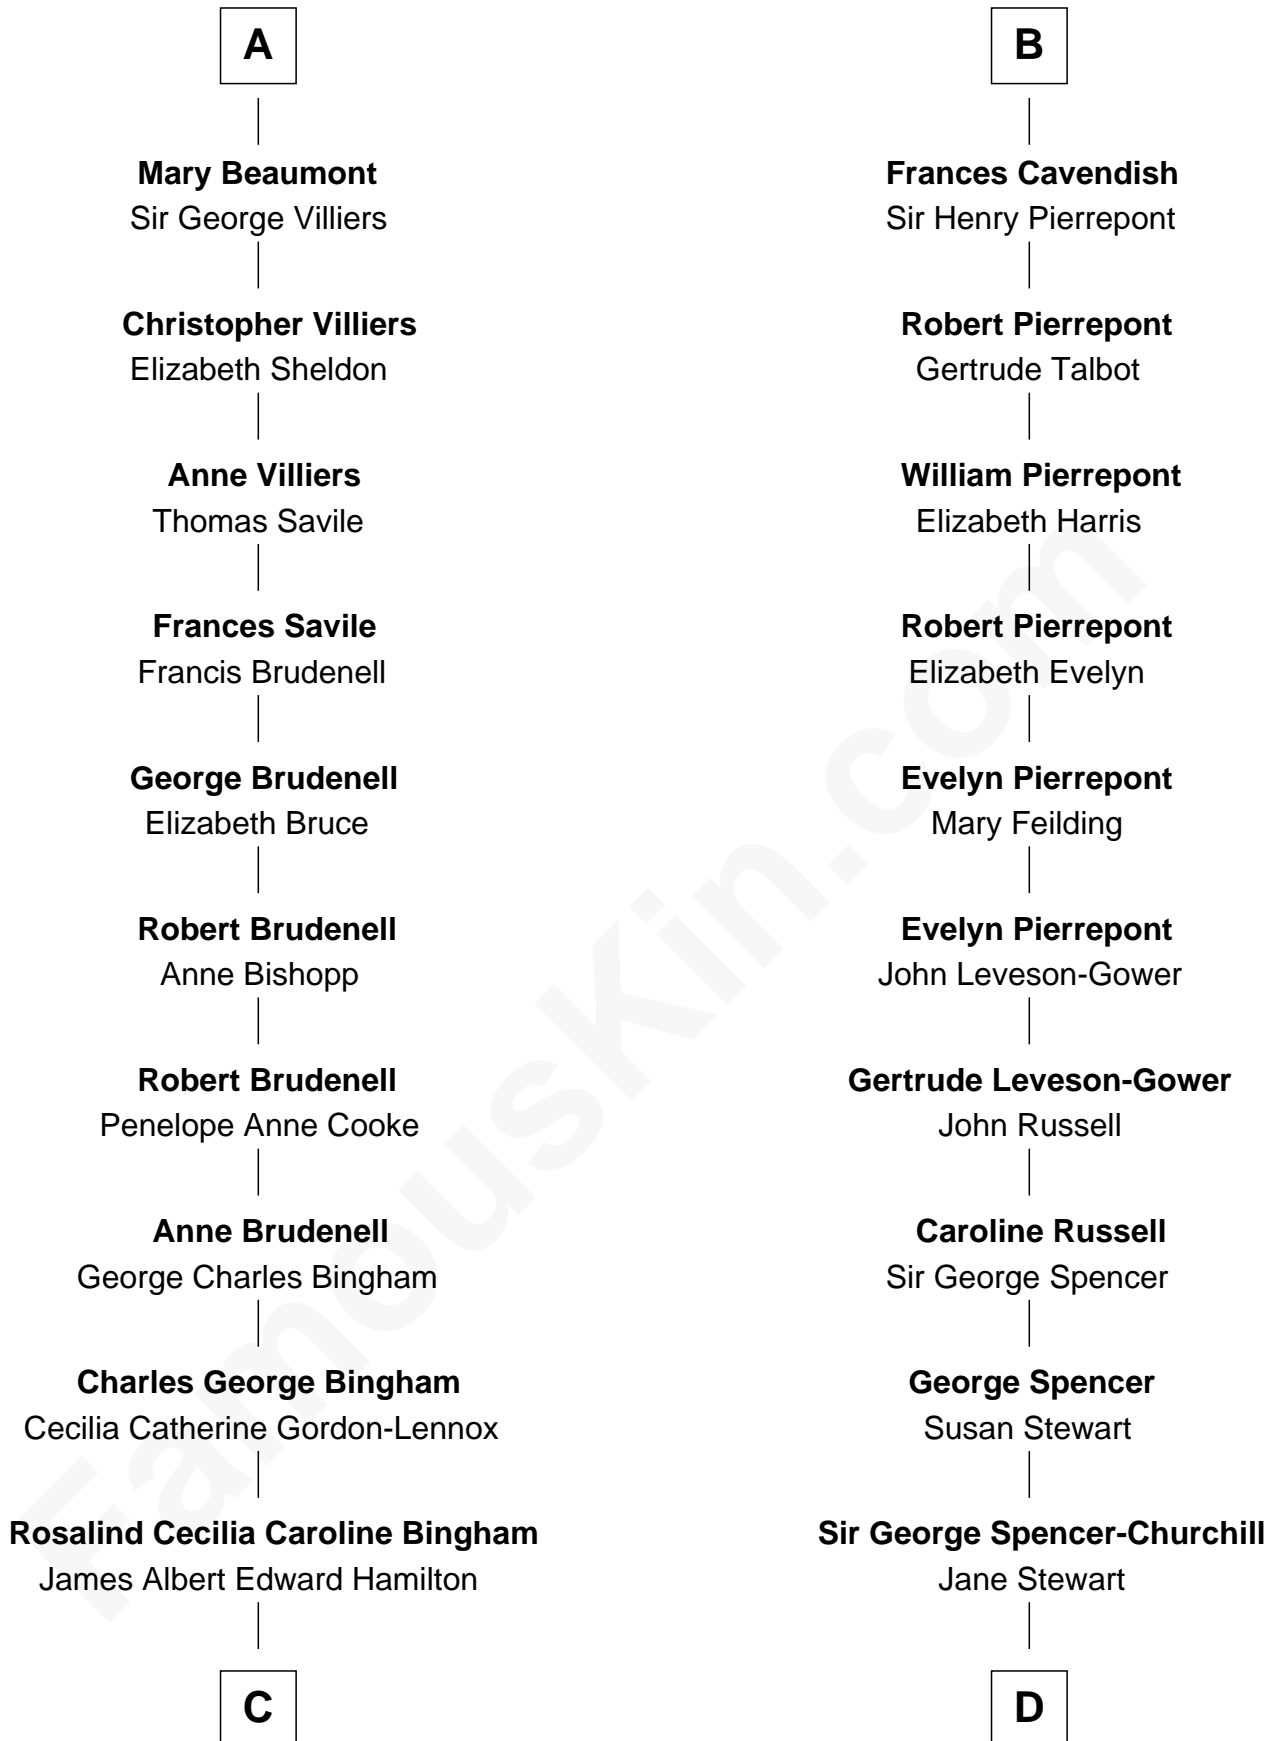 A
Mary Beaumont
Sir George Villiers
Christopher Villiers
Elizabeth Sheldon
Anne Villiers
Thomas Savile
Frances Savile
Francis Brudenell
George Brudenell
Elizabeth Bruce
Robert Brudenell
Anne Bishopp
Robert Brudenell
Penelope Anne Cooke
Anne Brudenell
George Charles Bingham
Charles George Bingham
Cecilia Catherine Gordon-Lennox
Rosalind Cecilia Caroline Bingham
James Albert Edward Hamilton
C
B
Frances Cavendish
Sir Henry Pierrepont
Robert Pierrepont
Gertrude Talbot
William Pierrepont
Elizabeth Harris
Robert Pierrepont
Elizabeth Evelyn
Evelyn Pierrepont
Mary Feilding
Evelyn Pierrepont
John Leveson-Gower
Gertrude Leveson-Gower
John Russell
Caroline Russell
Sir George Spencer
George Spencer
Susan Stewart
Sir George Spencer-Churchill
Jane Stewart
D
FamousKin.com